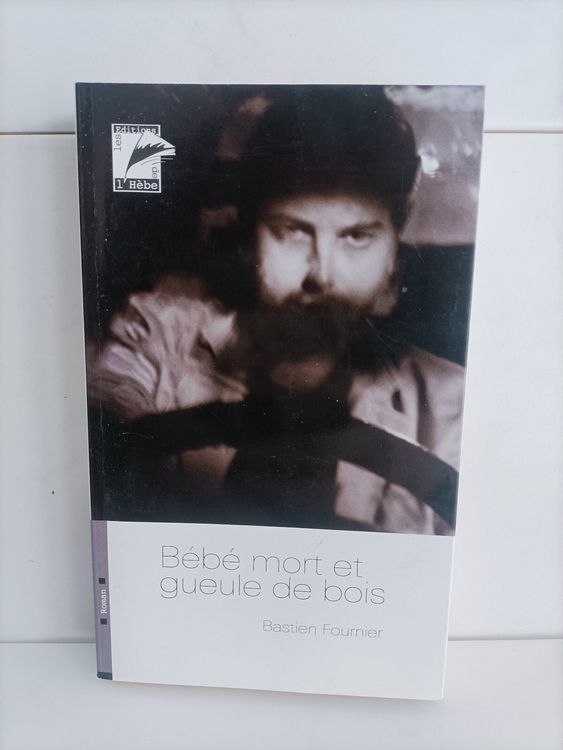 les
Editions
de
l'Hèbe
Bébé mort et
gueule de bois
Bastien Fournier
Roman